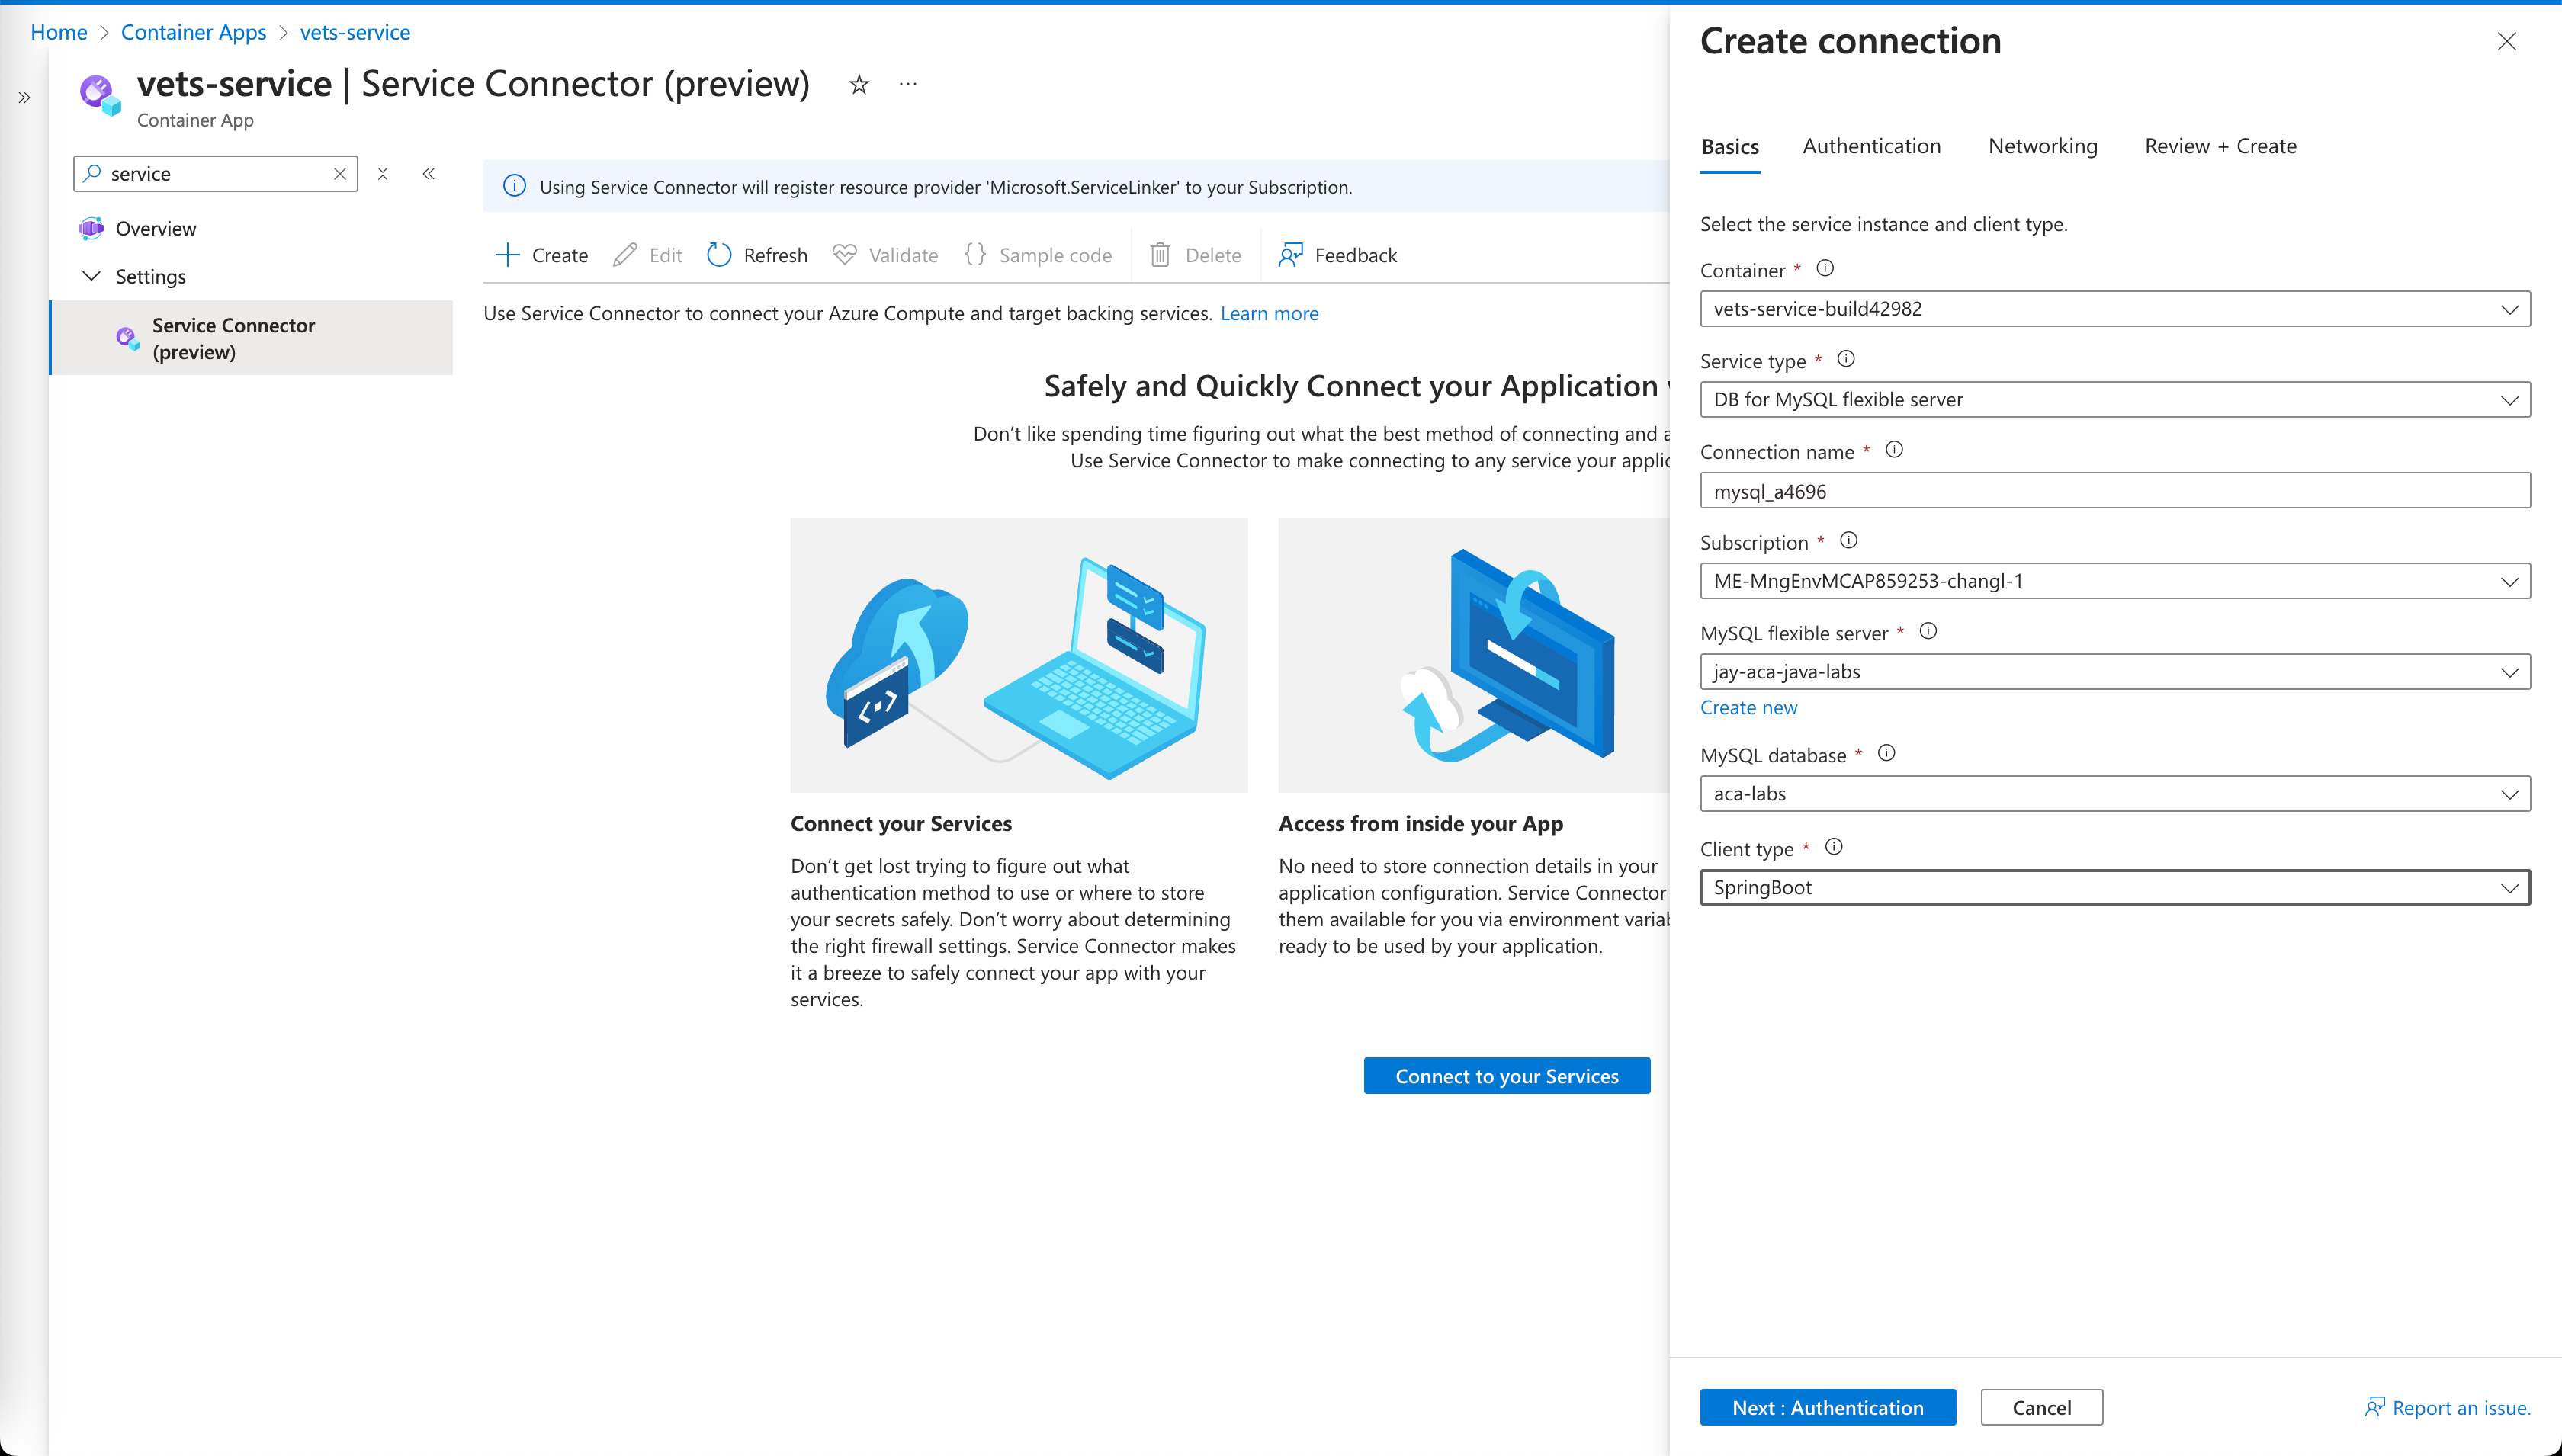 Home > Container Apps > vets-service
vets-service | Service Connector (preview)
Container App
service
Overview
Settings
Service Connector
(preview)
Using Service Connector will register resource provider 'Microsoft.ServiceLinker' to your Subscription.
Create Edit Refresh Validate Sample code Delete Feedback
Use Service Connector to connect your Azure Compute and target backing services. Learn more
Safely and Quickly Connect your Application
Don’t like spending time figuring out what the best method of connecting and
Use Service Connector to make connecting to any service your
Connect your Services
Don’t get lost trying to figure out what
authentication method to use or where to store
your secrets safely. Don’t worry about determining
the right firewall settings. Service Connector makes
it a breeze to safely connect your app with your
services.
Access from inside your App
No need to store connection details in your
application configuration. Service Connector
them available for you via environment
ready to be used by your application.
Connect to your Services
Create connection
Basics Authentication Networking Review + Create
Select the service instance and client type.
Container *
vets-service-build42982
Service type *
DB for MySQL flexible server
Connection name *
mysql_a4696
Subscription *
ME-MngEnvMCAP859253-changl-1
MySQL flexible server *
jay-aca-java-labs
Create new
MySQL database *
aca-labs
Client type *
SpringBoot
Next : Authentication Cancel Report an issue.